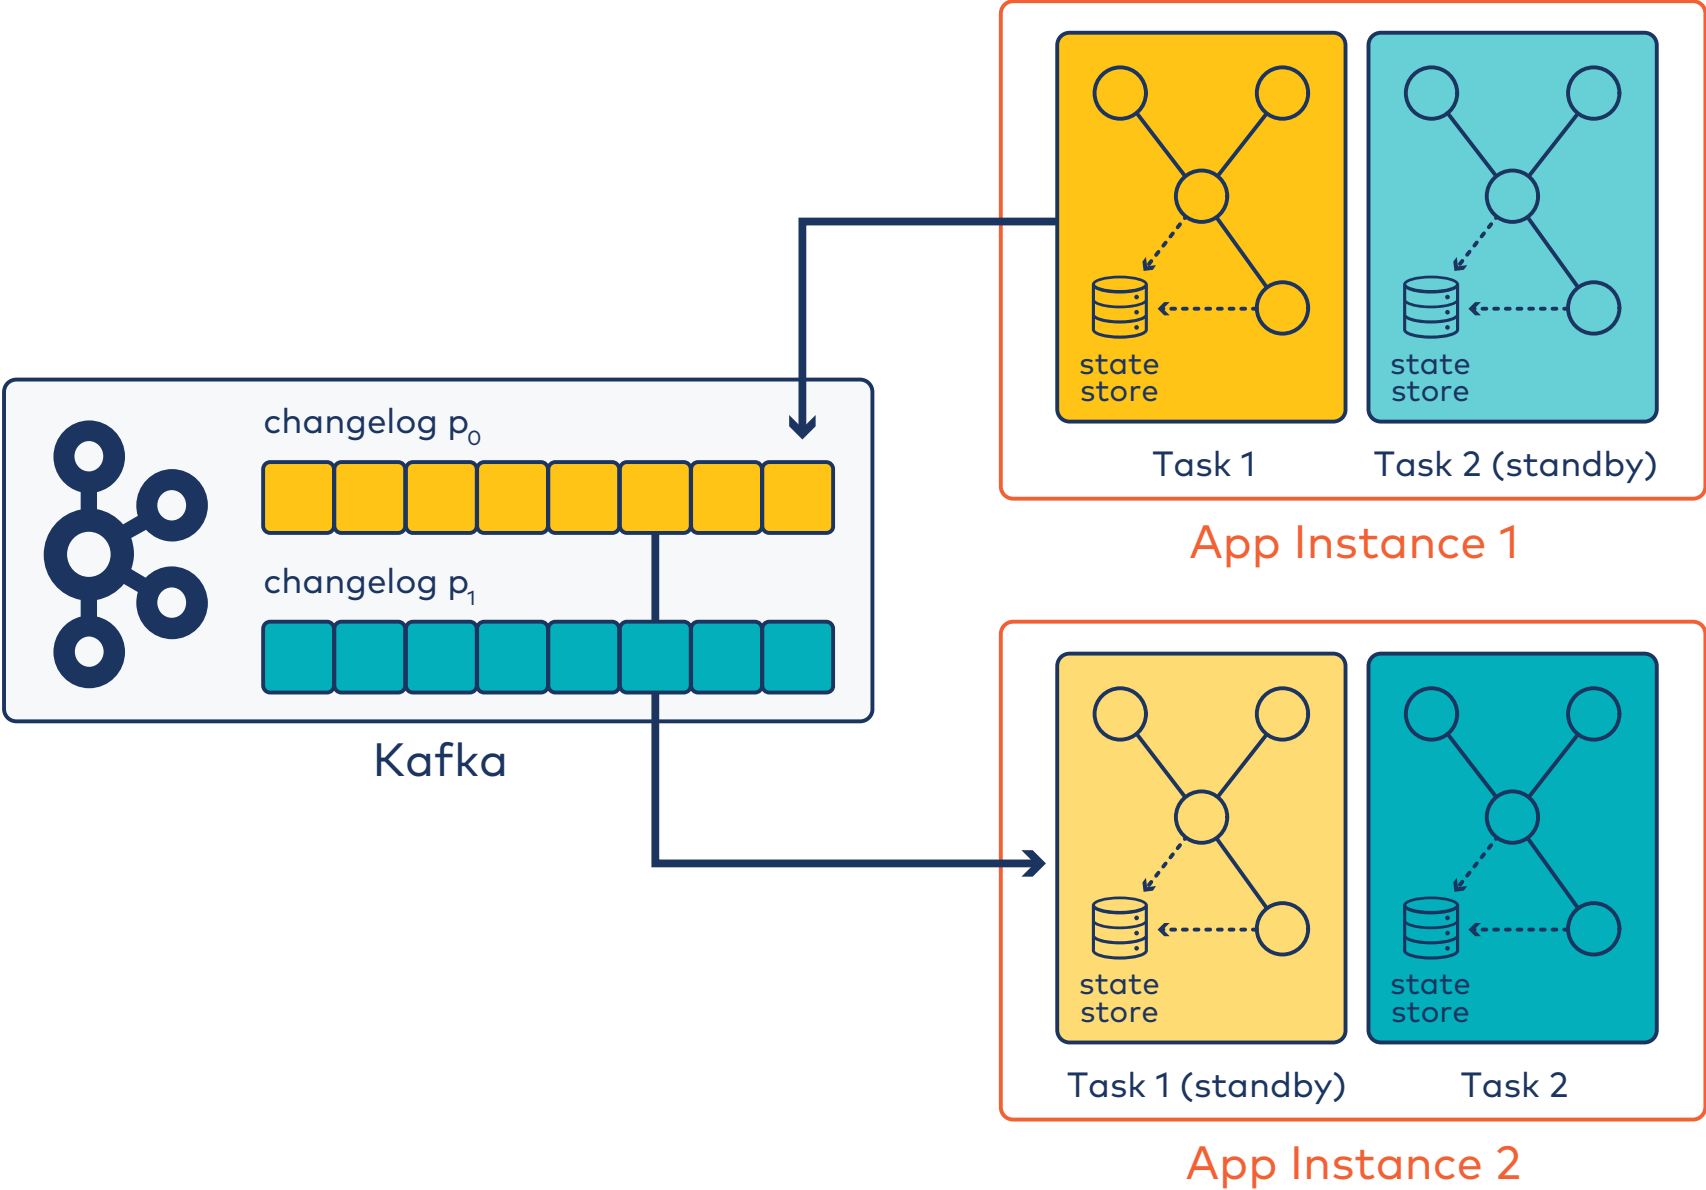 state
store
state
store
Task 1
Task 2 (standby)
App Instance 1
changelog p₀
changelog p₁
Kafka
state
store
state
store
Task 1 (standby)
Task 2
App Instance 2